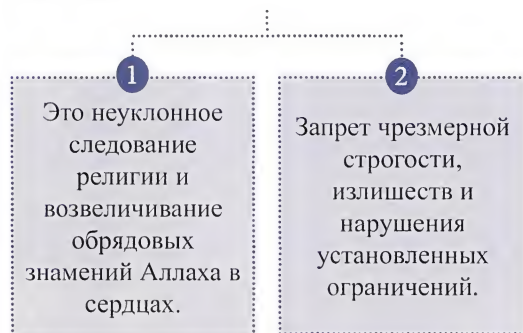 1
Это неуклонное
следование
религии и
возвеличивание
обрядовых
знамений Аллаха в
сердцах.
2
Запрет чрезмерной
строгости,
излишеств и
нарушения
установленных
ограничений.